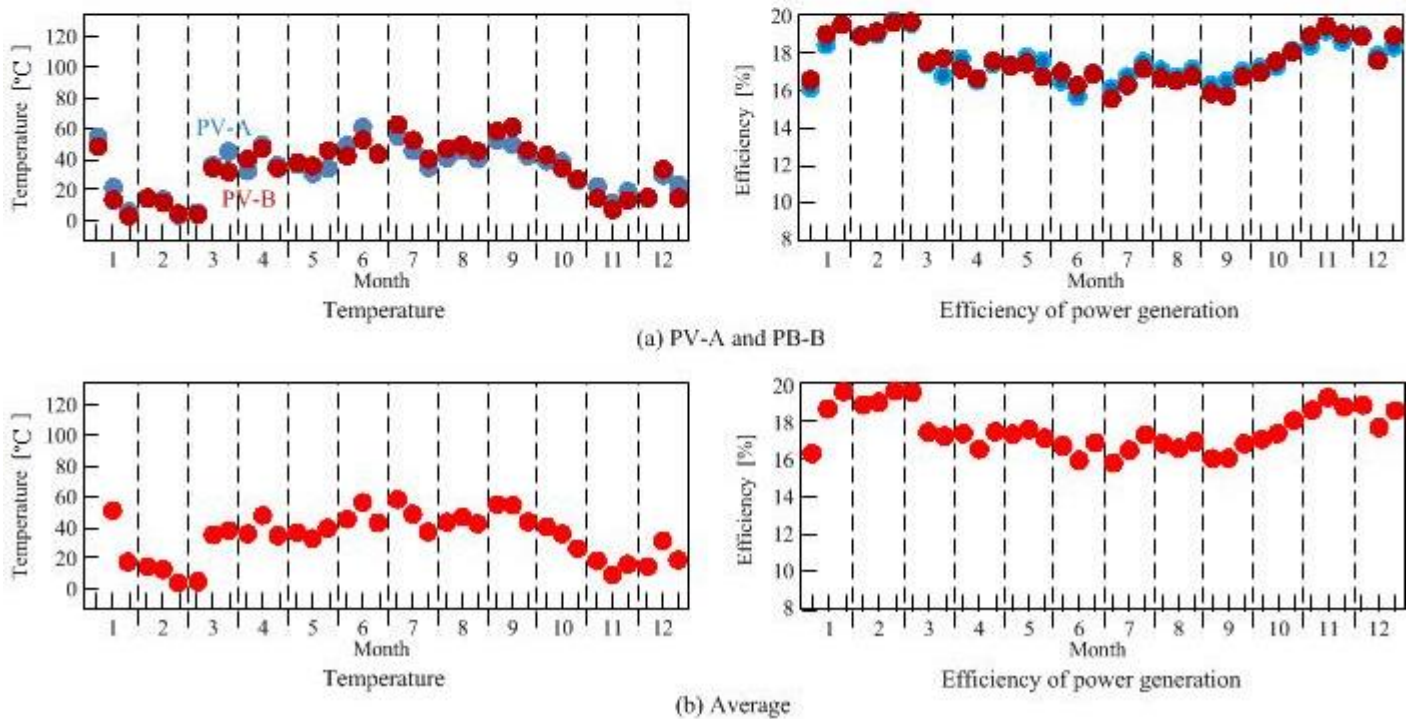 120
100
80
60
40
20
0
Temperature [ºC]
PV-A
PV-B
1 2 3 4 5 6 7 8 9 10 11 12
Month
Temperature
20
18
16
14
12
10
8
Efficiency [%]
1 2 3 4 5 6 7 8 9 10 11 12
Month
Efficiency of power generation
(a) PV-A and PB-B
120
100
80
60
40
20
0
Temperature [ºC]
1 2 3 4 5 6 7 8 9 10 11 12
Month
Temperature
20
18
16
14
12
10
8
Efficiency [%]
1 2 3 4 5 6 7 8 9 10 11 12
Month
Efficiency of power generation
(b) Average